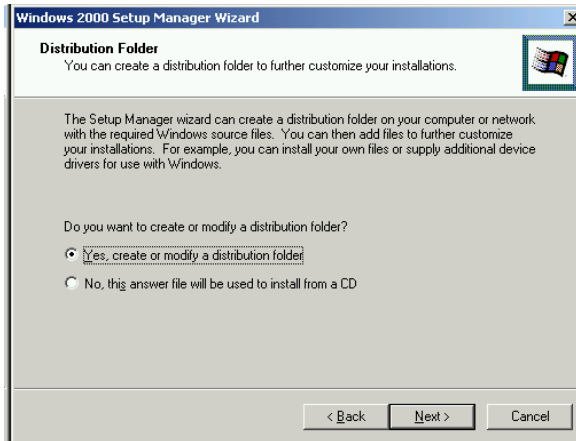 Windows 2000 Setup Manager Wizard
Distribution Folder
You can create a distribution folder to further customize your installations.
The Setup Manager wizard can create a distribution folder on your computer or network
with the required Windows source files. You can then add files to further customize
your installations. For example, you can install your own files or supply additional device
drivers for use with Windows.
Do you want to create or modify a distribution folder?
Yes, create or modify a distribution folder
No, this answer file will be used to install from a CD
< Back
Next >
Cancel